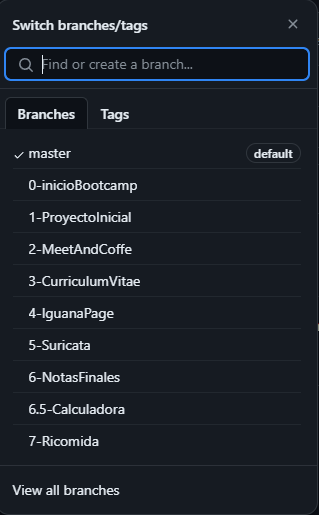 Switch branches/tags
Find or create a branch...
Branches Tags
master default
0-inicioBootcamp
1-ProyectoInicial
2-MeetAndCoffe
3-CurriculumVitae
4-IguanaPage
5-Suricata
6-NotasFinales
6.5-Calculadora
7-Ricomida
View all branches